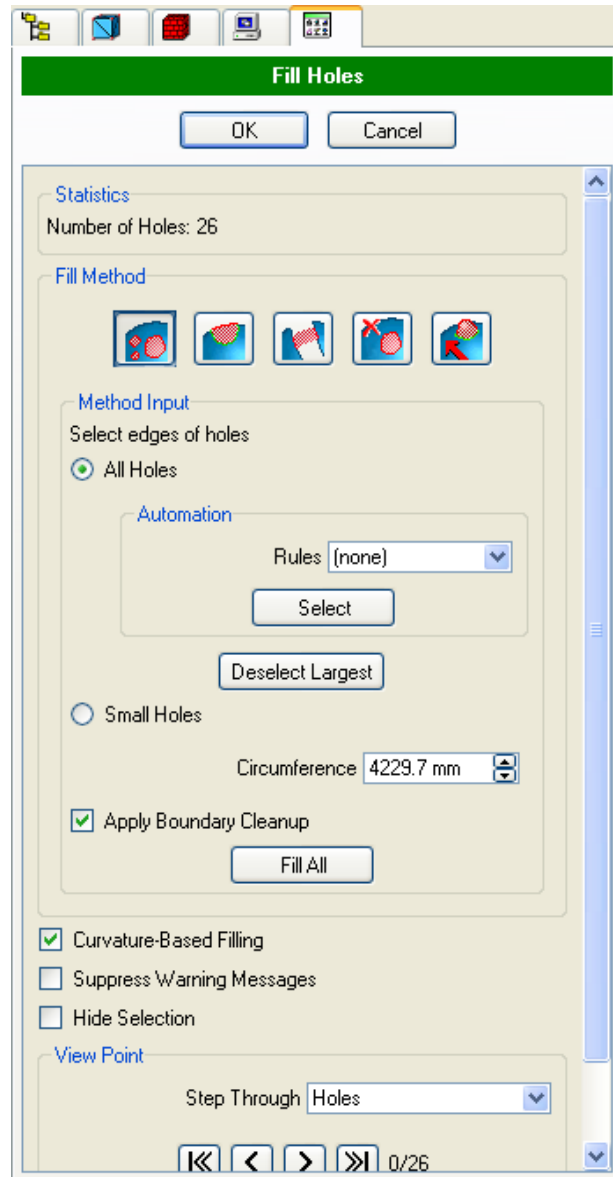 Fill Holes
OK Cancel
Statistics
Number of Holes: 26
Fill Method
Method Input
Select edges of holes
All Holes
Automation
Rules (none)
Select
Deselect Largest
Small Holes
Circumference 4229.7 mm
Apply Boundary Cleanup
Fill All
Curvature-Based Filling
Suppress Warning Messages
Hide Selection
View Point
Step Through Holes
0/26